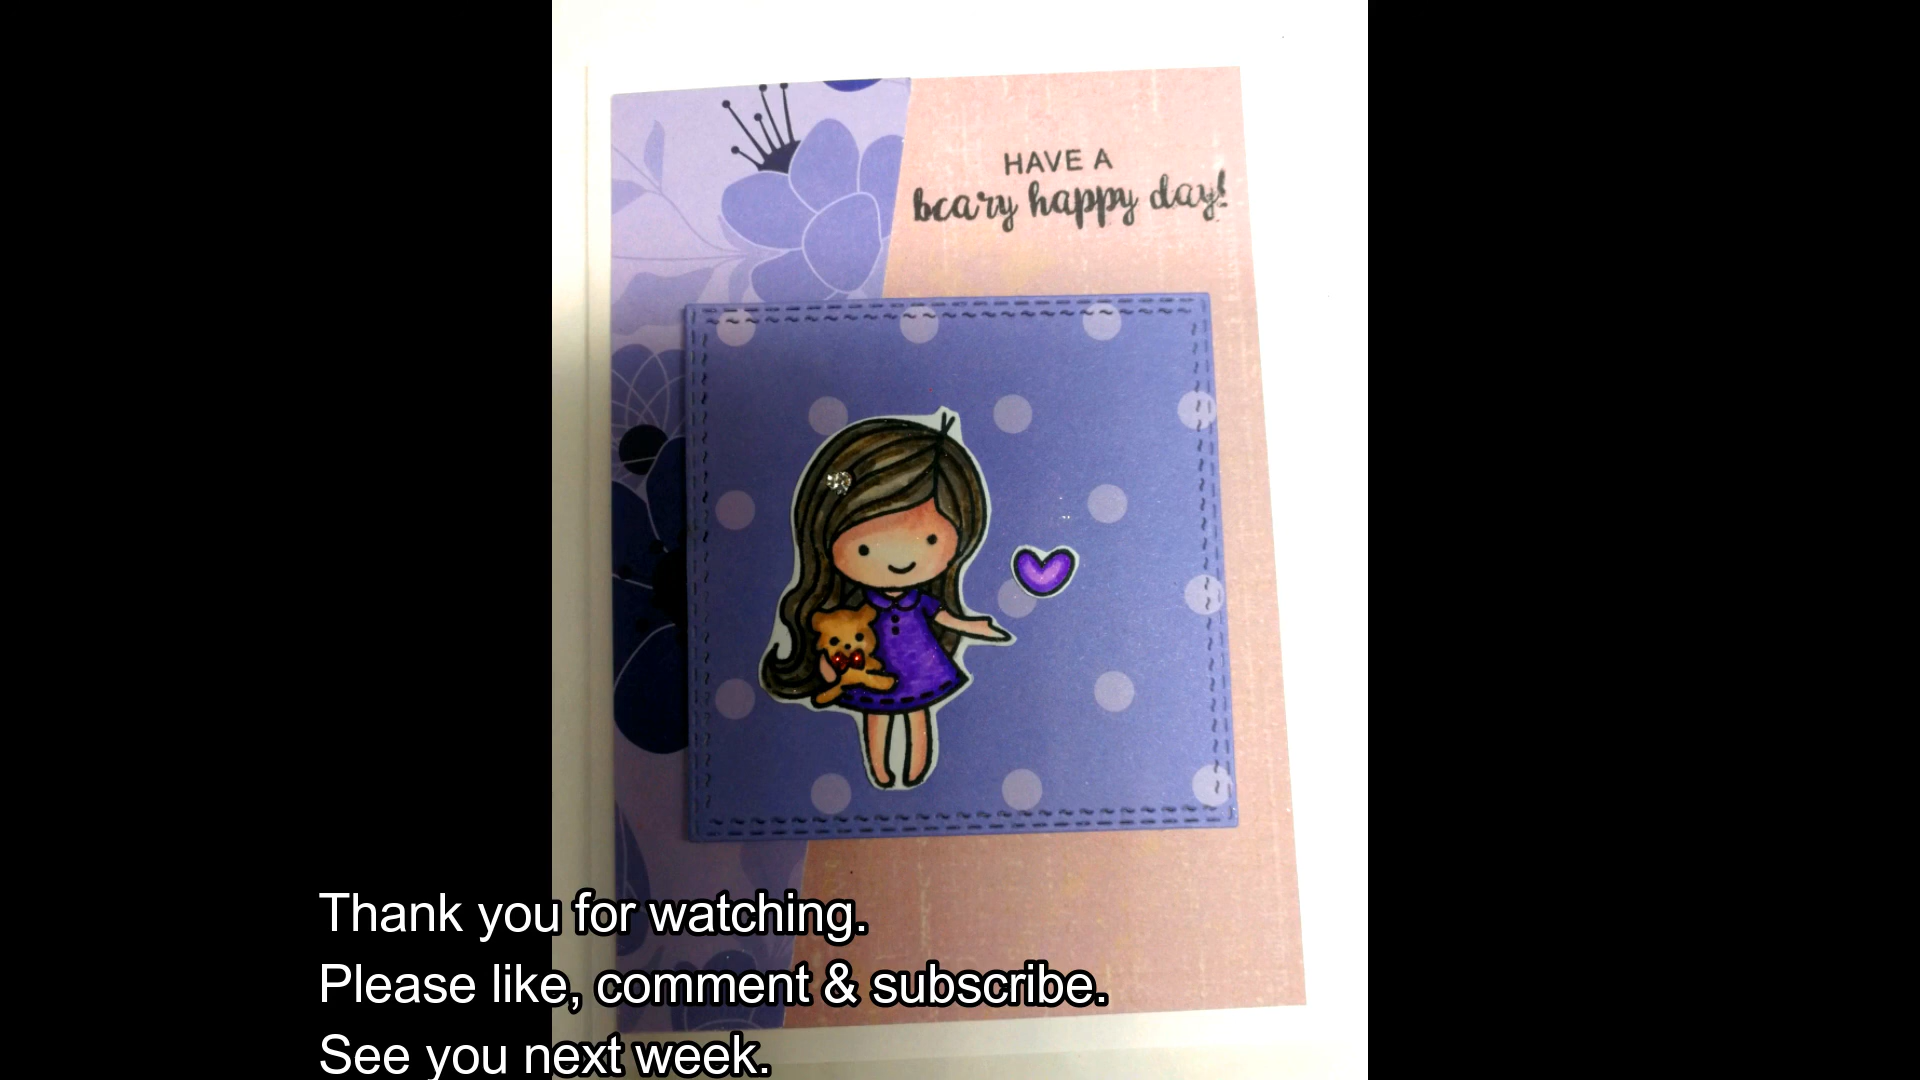 HAVE A
beary happy day!
Thank you for watching.
Please like, comment & subscribe.
See you next week.